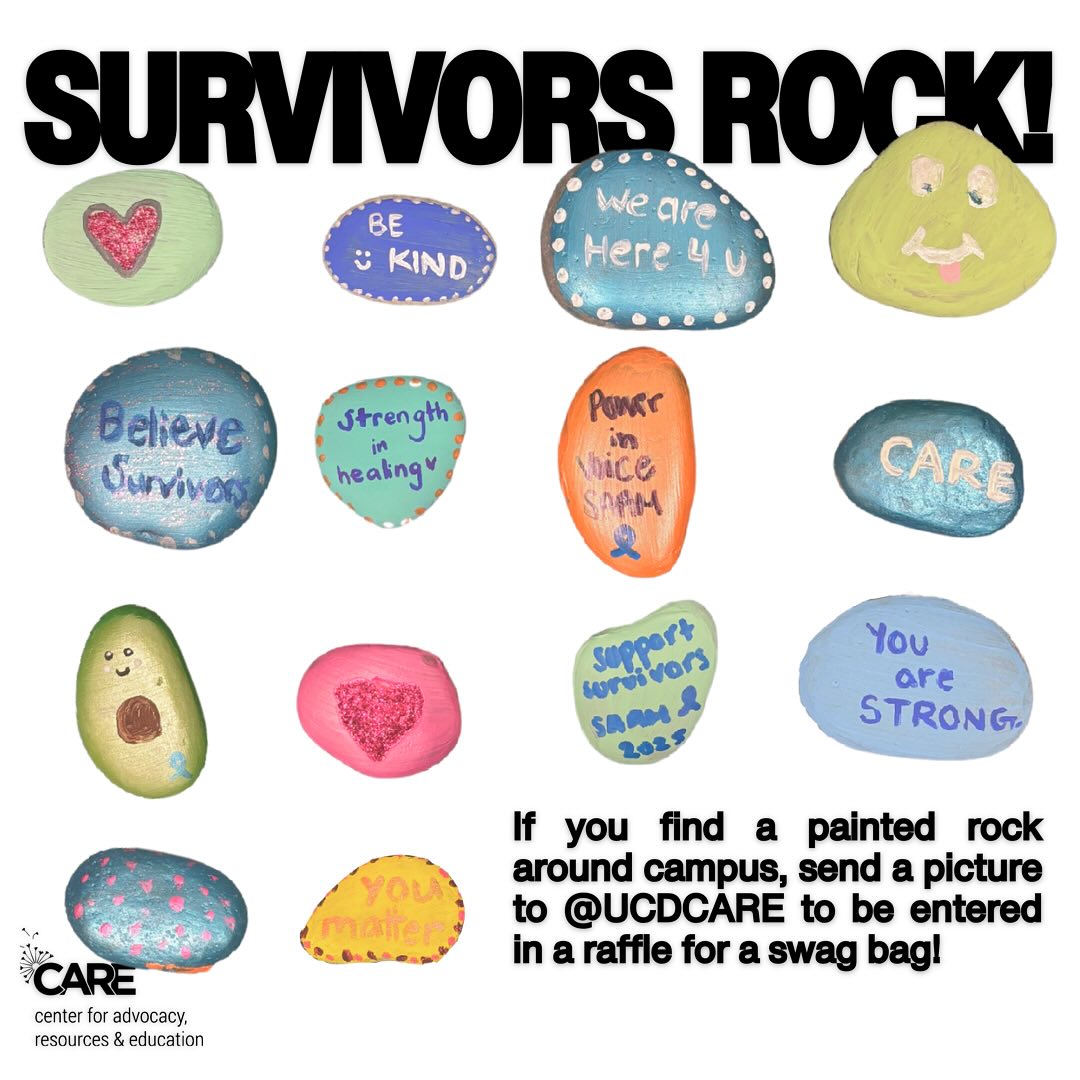 SURVIVORS ROCK!
BE
KIND
We are
Here 4 U
Believe
Survivors
Strength
in
healing
Power
in
Voice
SAAM
CARE
Support
survivors
SAAM
2023
You
are
STRONG
you
matter
If you find a painted rock
around campus, send a picture
to @UCDCARE to be entered
in a raffle for a swag bag!
CARE
center for advocacy,
resources & education